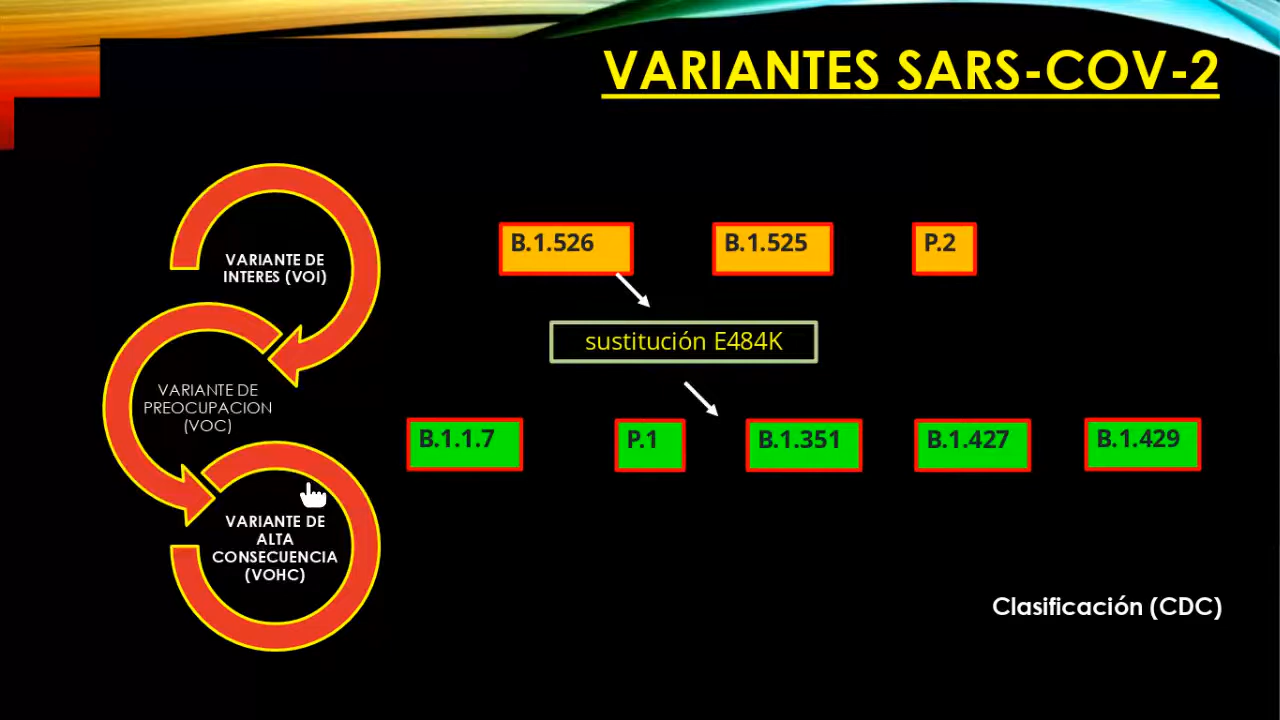 VARIANTES SARS-COV-2
VARIANTE DE
INTERES (VOI)
B.1.526
B.1.525
P.2
sustitución E484K
VARIANTE DE
PREOCUPACION
(VOC)
B.1.1.7
P.1
B.1.351
B.1.427
B.1.429
VARIANTE DE
ALTA
CONSECUENCIA
(VOHC)
Clasificación (CDC)